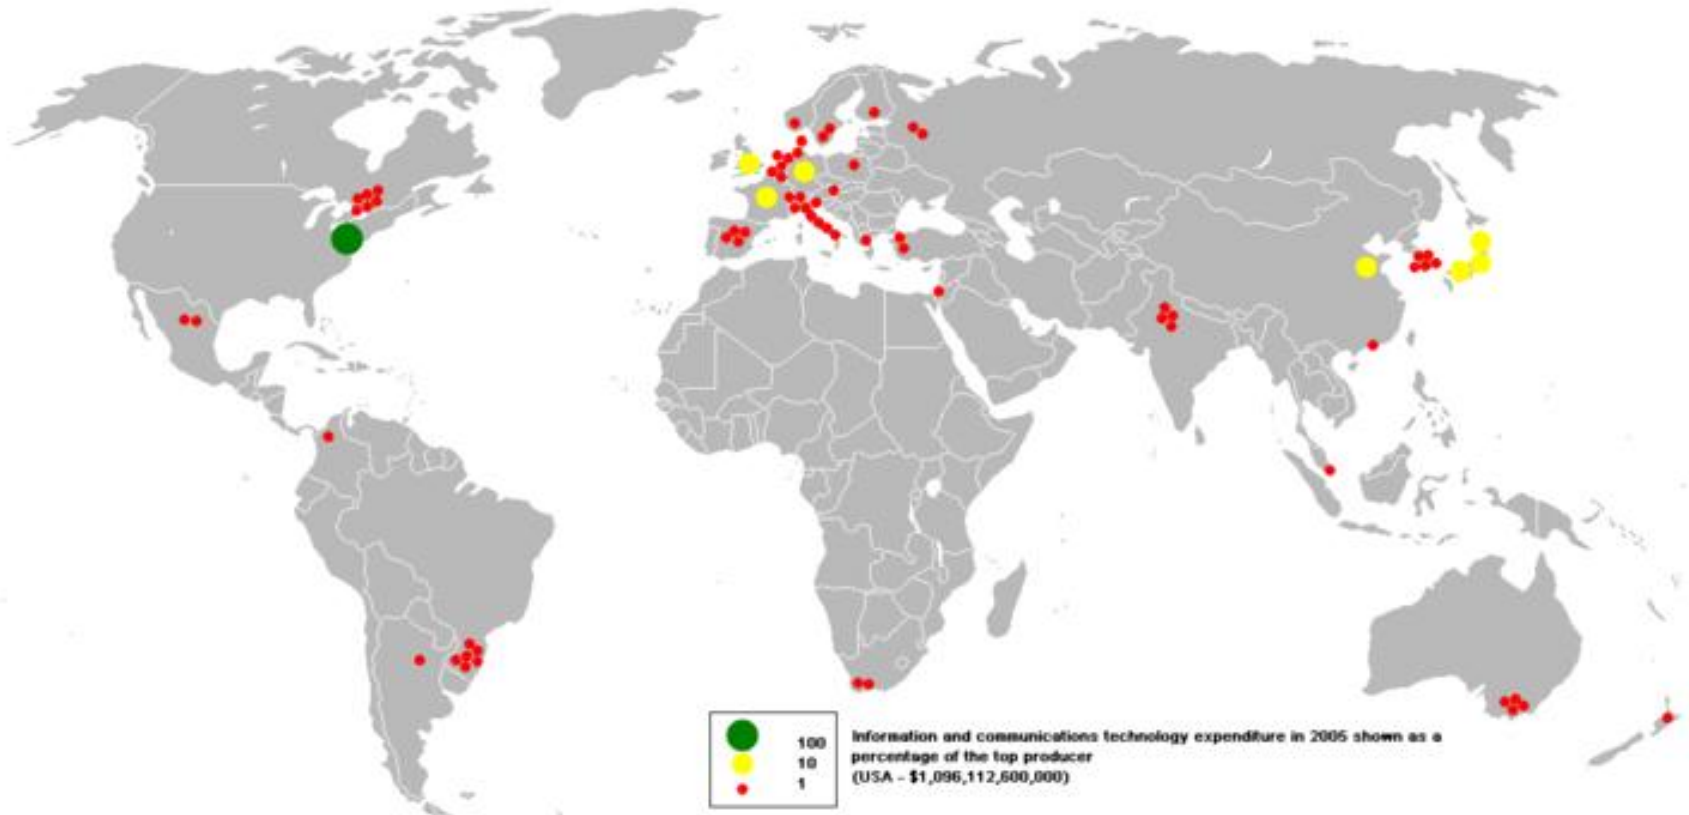 100
10
1
Information and communications technology expenditure in 2005 shown as a
percentage of the top producer
(USA - $1,096,112,600,000)